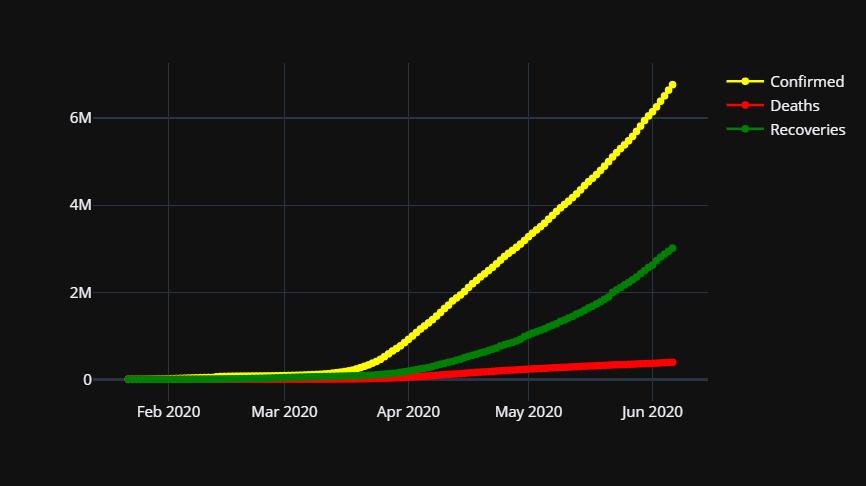 Confirmed
Deaths
Recoveries
6M
4M
2M
0
Feb 2020
Mar 2020
Apr 2020
May 2020
Jun 2020